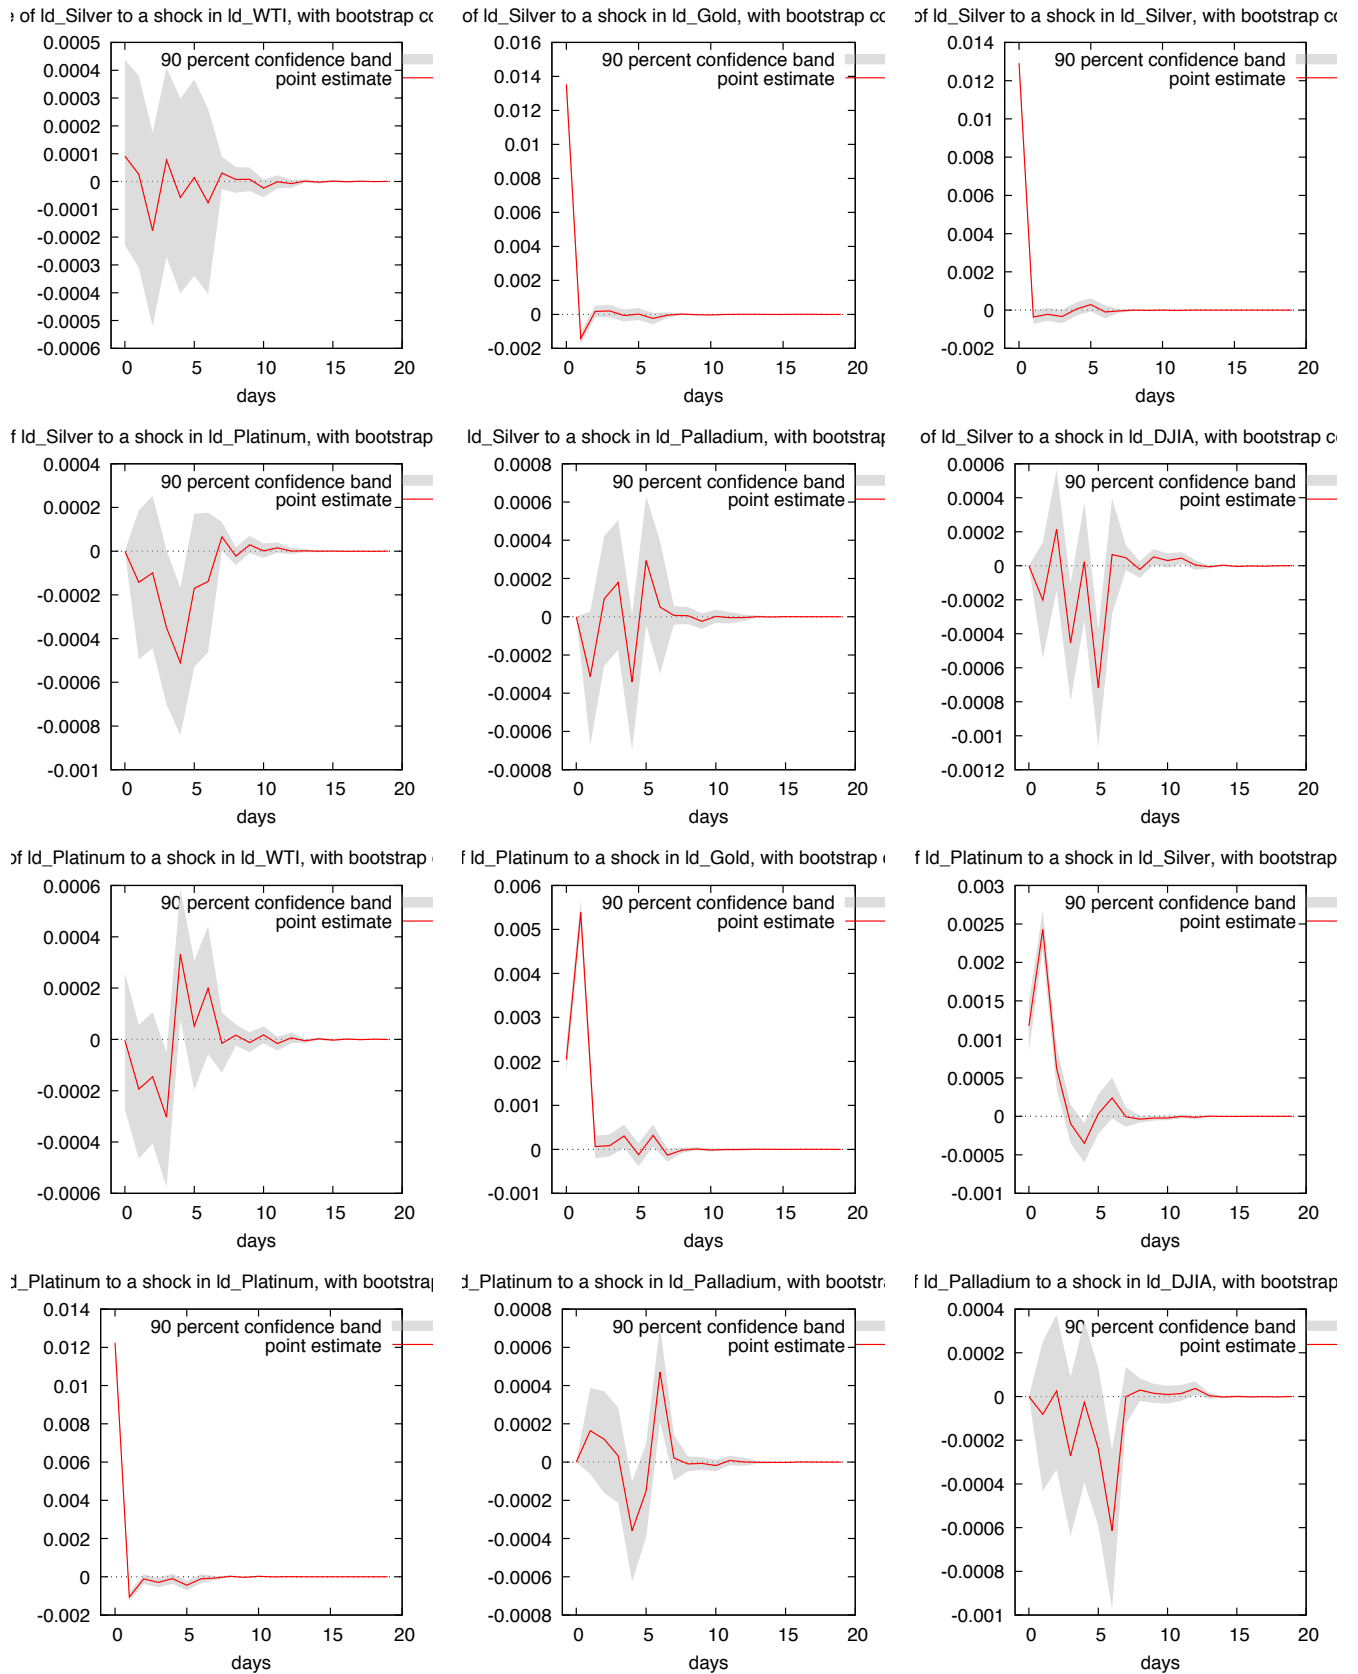 e of ld_Silver to a shock in ld_WTI, with bootstrap co
0.0005
0.0004
0.0003
0.0002
0.0001
0
-0.0001
-0.0002
-0.0003
-0.0004
-0.0005
-0.0006
90 percent confidence band
point estimate
0 5 10 15 20
days
of ld_Silver to a shock in ld_Gold, with bootstrap co
0.016
0.014
0.012
0.01
0.008
0.006
0.004
0.002
0
-0.002
90 percent confidence band
point estimate
0 5 10 15 20
days
of ld_Silver to a shock in ld_Silver, with bootstrap co
0.014
0.012
0.01
0.008
0.006
0.004
0.002
0
-0.002
90 percent confidence band
point estimate
0 5 10 15 20
days
f ld_Silver to a shock in ld_Platinum, with bootstrap
0.0004
0.0002
0
-0.0002
-0.0004
-0.0006
-0.0008
-0.001
90 percent confidence band
point estimate
0 5 10 15 20
days
ld_Silver to a shock in ld_Palladium, with bootstrap
0.0008
0.0006
0.0004
0.0002
0
-0.0002
-0.0004
-0.0006
-0.0008
90 percent confidence band
point estimate
0 5 10 15 20
days
of ld_Silver to a shock in ld_DJIA, with bootstrap co
0.0006
0.0004
0.0002
0
-0.0002
-0.0004
-0.0006
-0.0008
-0.001
-0.0012
90 percent confidence band
point estimate
0 5 10 15 20
days
of ld_Platinum to a shock in ld_WTI, with bootstrap
0.0006
0.0004
0.0002
0
-0.0002
-0.0004
-0.0006
90 percent confidence band
point estimate
0 5 10 15 20
days
f ld_Platinum to a shock in ld_Gold, with bootstrap
0.006
0.005
0.004
0.003
0.002
0.001
0
-0.001
90 percent confidence band
point estimate
0 5 10 15 20
days
f ld_Platinum to a shock in ld_Silver, with bootstrap
0.003
0.0025
0.002
0.0015
0.001
0.0005
0
-0.0005
-0.001
90 percent confidence band
point estimate
0 5 10 15 20
days
d_Platinum to a shock in ld_Platinum, with bootstrap
0.014
0.012
0.01
0.008
0.006
0.004
0.002
0
-0.002
90 percent confidence band
point estimate
0 5 10 15 20
days
d_Platinum to a shock in ld_Palladium, with bootstra
0.0008
0.0006
0.0004
0.0002
0
-0.0002
-0.0004
-0.0006
-0.0008
90 percent confidence band
point estimate
0 5 10 15 20
days
f ld_Palladium to a shock in ld_DJIA, with bootstrap
0.0004
0.0002
0
-0.0002
-0.0004
-0.0006
-0.0008
-0.001
90 percent confidence band
point estimate
0 5 10 15 20
days